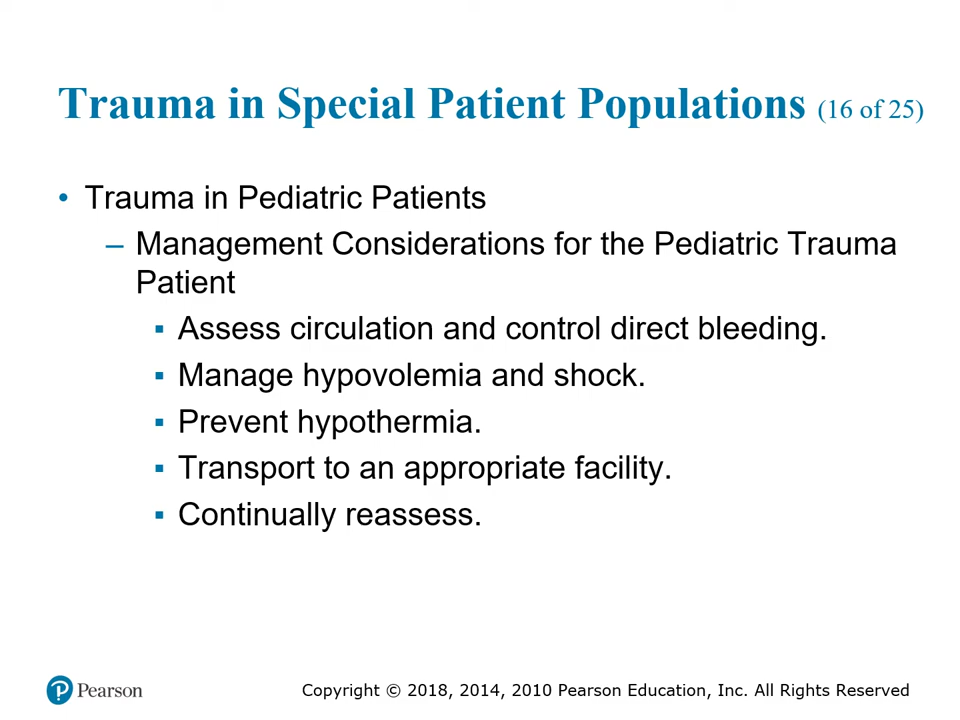 Trauma in Special Patient Populations (16 of 25)
• Trauma in Pediatric Patients
– Management Considerations for the Pediatric Trauma
Patient
▪ Assess circulation and control direct bleeding.
▪ Manage hypovolemia and shock.
▪ Prevent hypothermia.
▪ Transport to an appropriate facility.
▪ Continually reassess.
P Pearson
Copyright © 2018, 2014, 2010 Pearson Education, Inc. All Rights Reserved